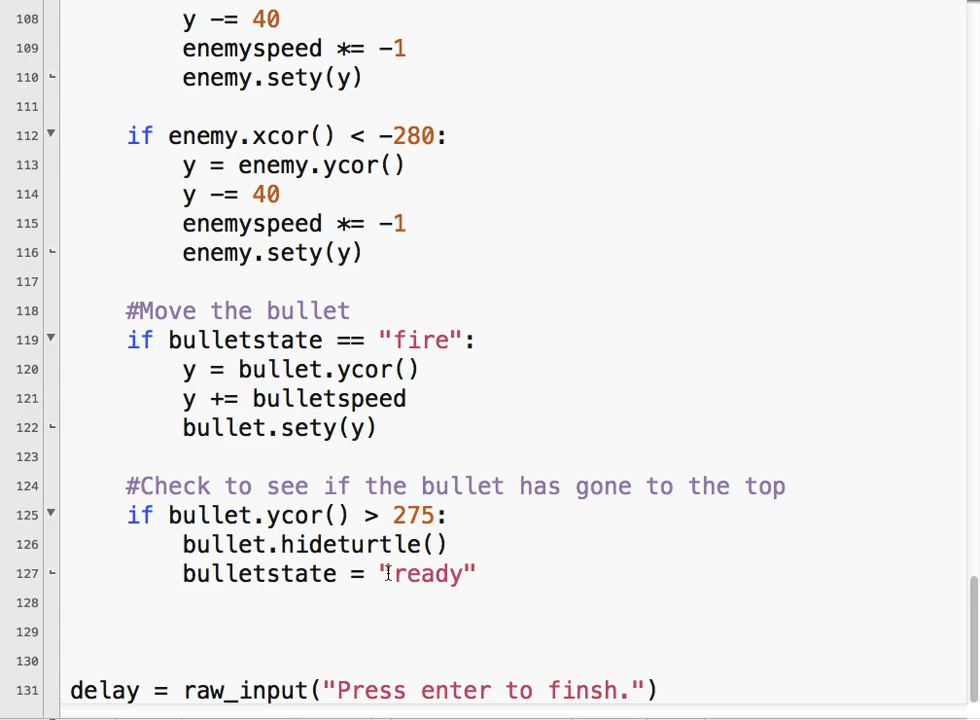 108 y -= 40
109 enemyspeed *= -1
110 enemy.sety(y)
111
112 if enemy.xcor() < -280:
113 y = enemy.ycor()
114 y -= 40
115 enemyspeed *= -1
116 enemy.sety(y)
117
118 #Move the bullet
119 if bulletstate == "fire":
120 y = bullet.ycor()
121 y += bulletspeed
122 bullet.sety(y)
123
124 #Check to see if the bullet has gone to the top
125 if bullet.ycor() > 275:
126 bullet.hideturtle()
127 bulletstate = "ready"
128
129
130
131 delay = raw_input("Press enter to finsh.")